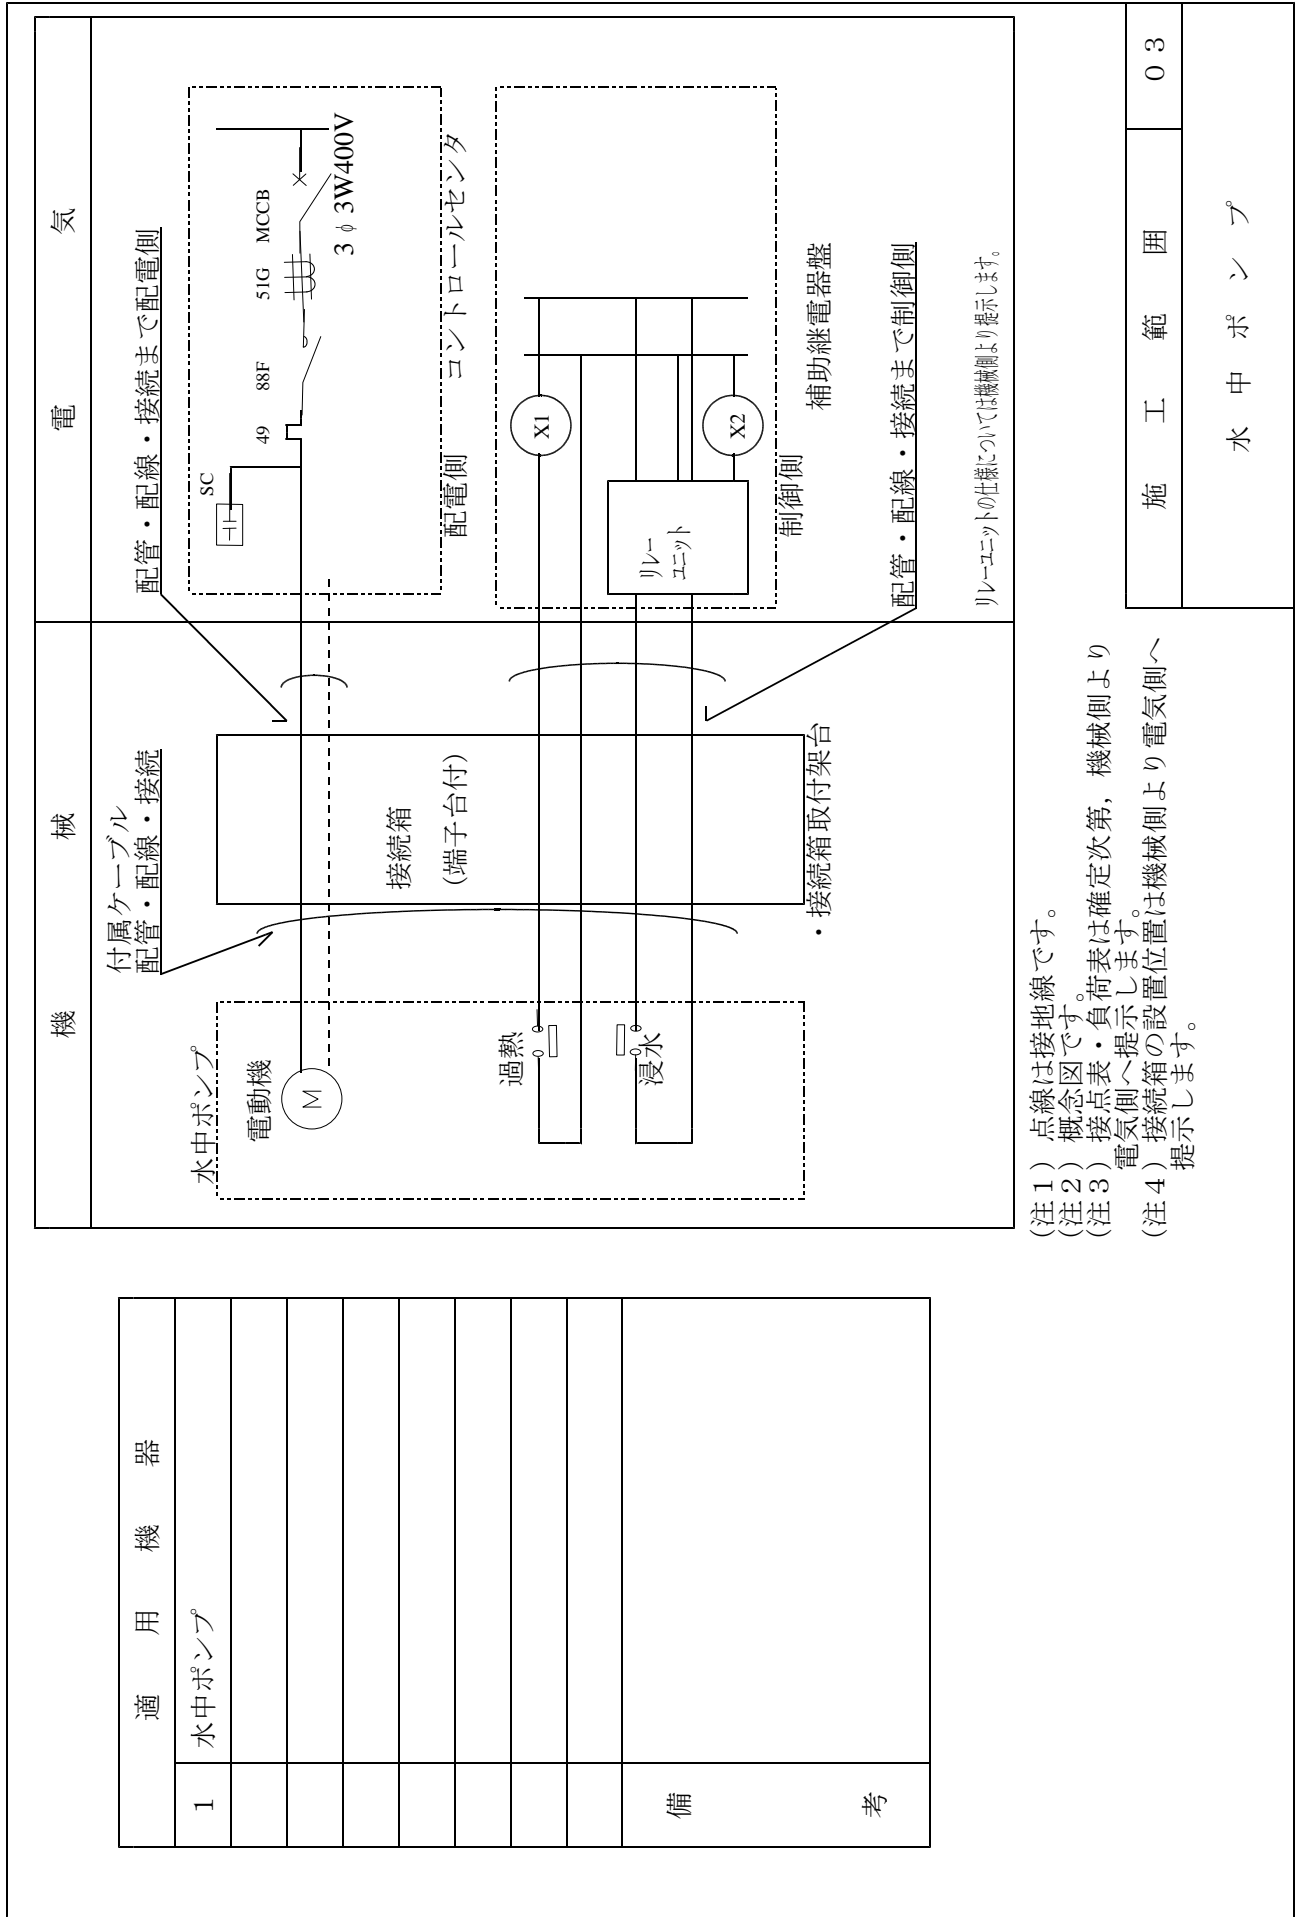 適用機器
1 水中ポンプ
備考
機械
電気
付属ケーブル
配管・配線・接続
配管・配線・接続まで配電側
水中ポンプ
電動機
M
SC
49 88F 51G MCCB
3φ3W400V
接続箱
(端子台付)
配電側
コントロールセンタ
過熱
X1
浸水
リレー
ユニット
X2
制御側
補助継電器盤
・接続箱取付架台
配管・配線・接続まで制御側
リレーユニットの仕様については機械側より提示します。
(注1) 点線は接地線です。
(注2) 概念図です。
(注3) 接点表・負荷表は確定次第，機械側より
電気側へ提示します。
(注4) 接続箱の設置位置は機械側より電気側へ
提示します。
施工範囲 03
水中ポンプ